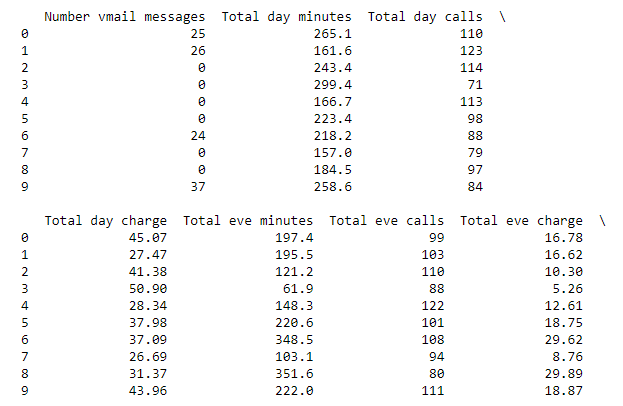 Number vmail messages  Total day minutes  Total day calls  \
0                     25              265.1              110
1                     26              161.6              123
2                      0              243.4              114
3                      0              299.4               71
4                      0              166.7              113
5                      0              223.4               98
6                     24              218.2               88
7                      0              157.0               79
8                      0              184.5               97
9                     37              258.6               84
Total day charge  Total eve minutes  Total eve calls  Total eve charge  \
0             45.07              197.4               99             16.78
1             27.47              195.5              103             16.62
2             41.38              121.2              110             10.30
3             50.90               61.9               88              5.26
4             28.34              148.3              122             12.61
5             37.98              220.6              101             18.75
6             37.09              348.5              108             29.62
7             26.69              103.1               94              8.76
8             31.37              351.6               80             29.89
9             43.96              222.0              111             18.87